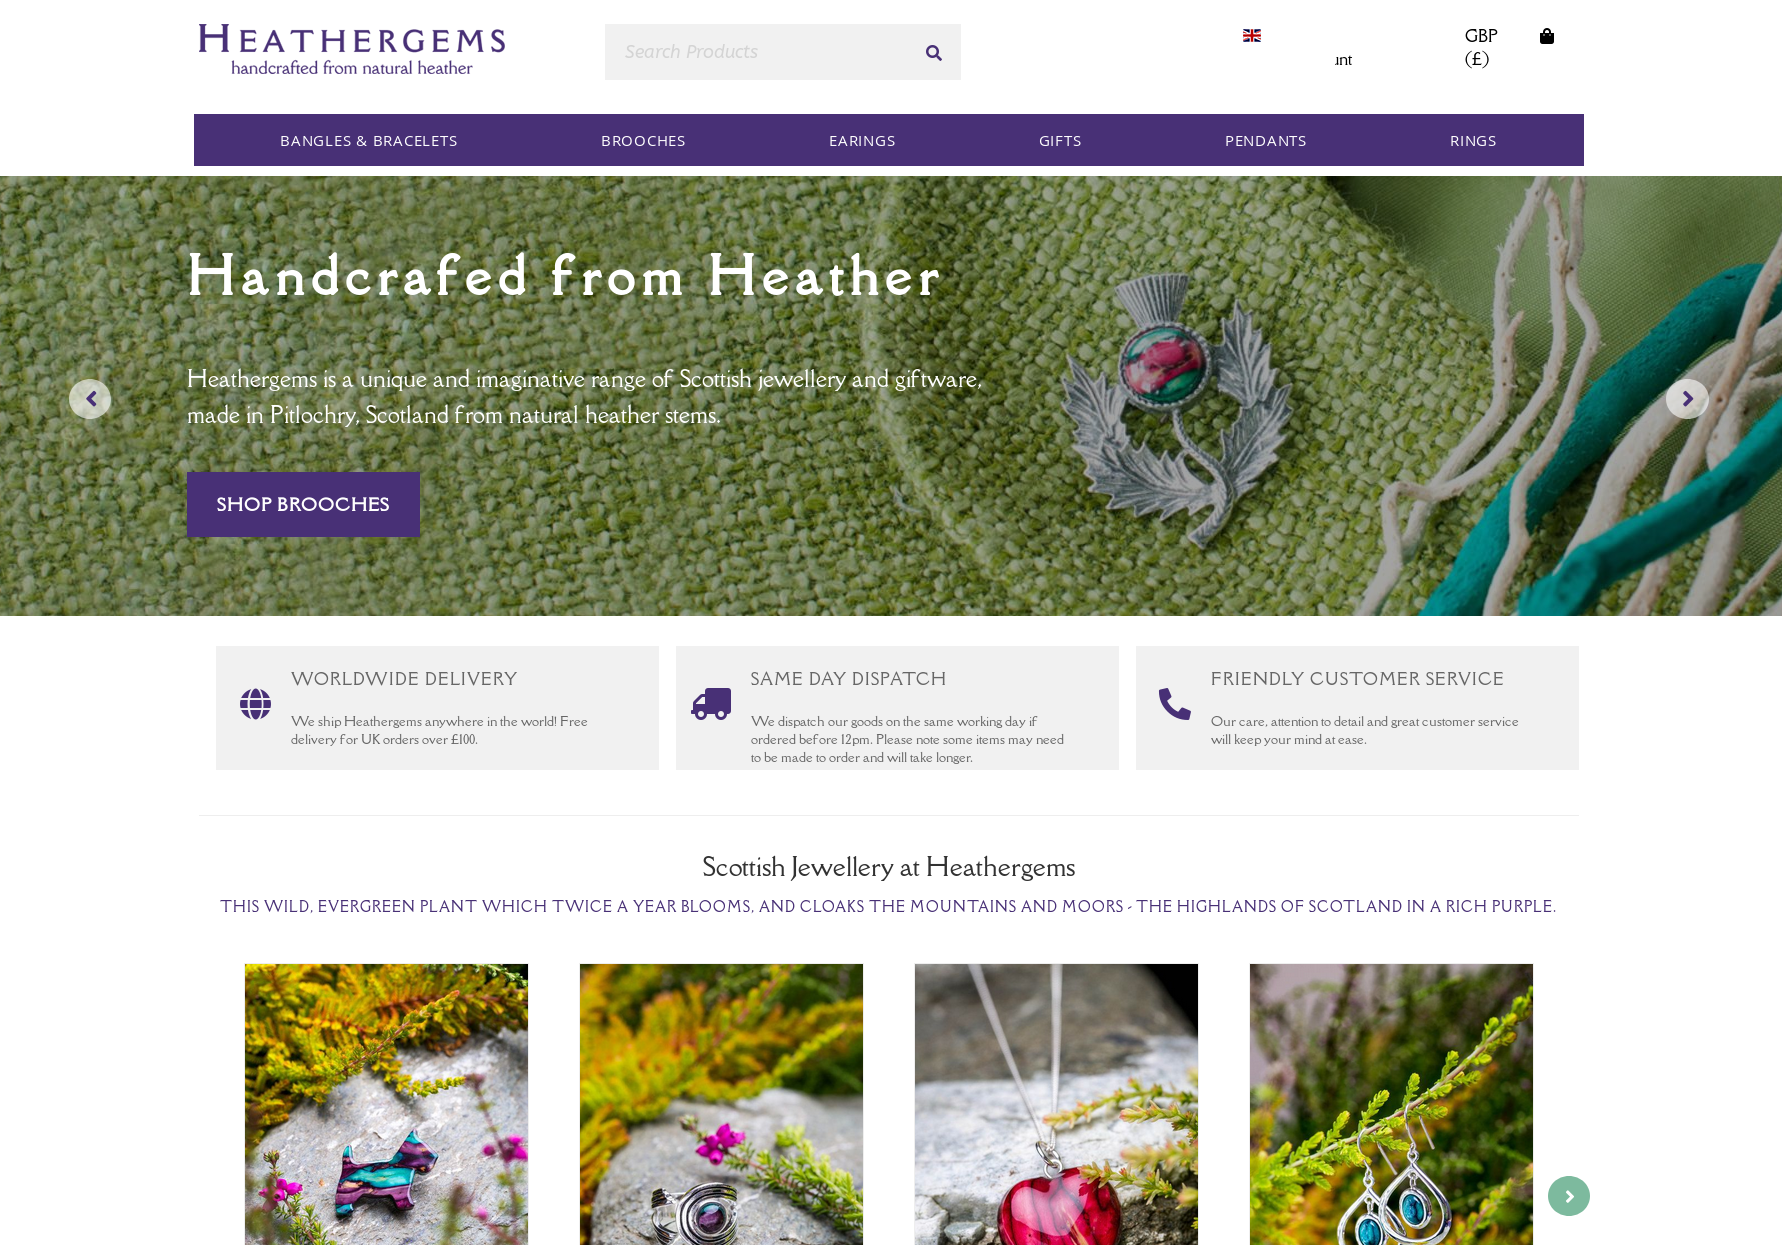 HEATHERGEMS
handcrafted from natural heather
Search Products
GBP
(£)
BANGLES & BRACELETS BROOCHES EARINGS GIFTS PENDANTS RINGS
Handcrafed from Heather
Heathergems is a unique and imaginative range of Scottish jewellery and giftware,
made in Pitlochry, Scotland from natural heather stems.
SHOP BROOCHES
WORLDWIDE DELIVERY
We ship Heathergems anywhere in the world! Free
delivery for UK orders over £100.
SAME DAY DISPATCH
We dispatch our goods on the same working day if
ordered before 12pm. Please note some items may need
to be made to order and will take longer.
FRIENDLY CUSTOMER SERVICE
Our care, attention to detail and great customer service
will keep your mind at ease.
Scottish Jewellery at Heathergems
THIS WILD, EVERGREEN PLANT WHICH TWICE A YEAR BLOOMS, AND CLOAKS THE MOUNTAINS AND MOORS - THE HIGHLANDS OF SCOTLAND IN A RICH PURPLE.